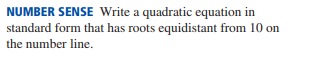 NUMBER SENSE Write a quadratic equation in
standard form that has roots equidistant from 10 on
the number line.